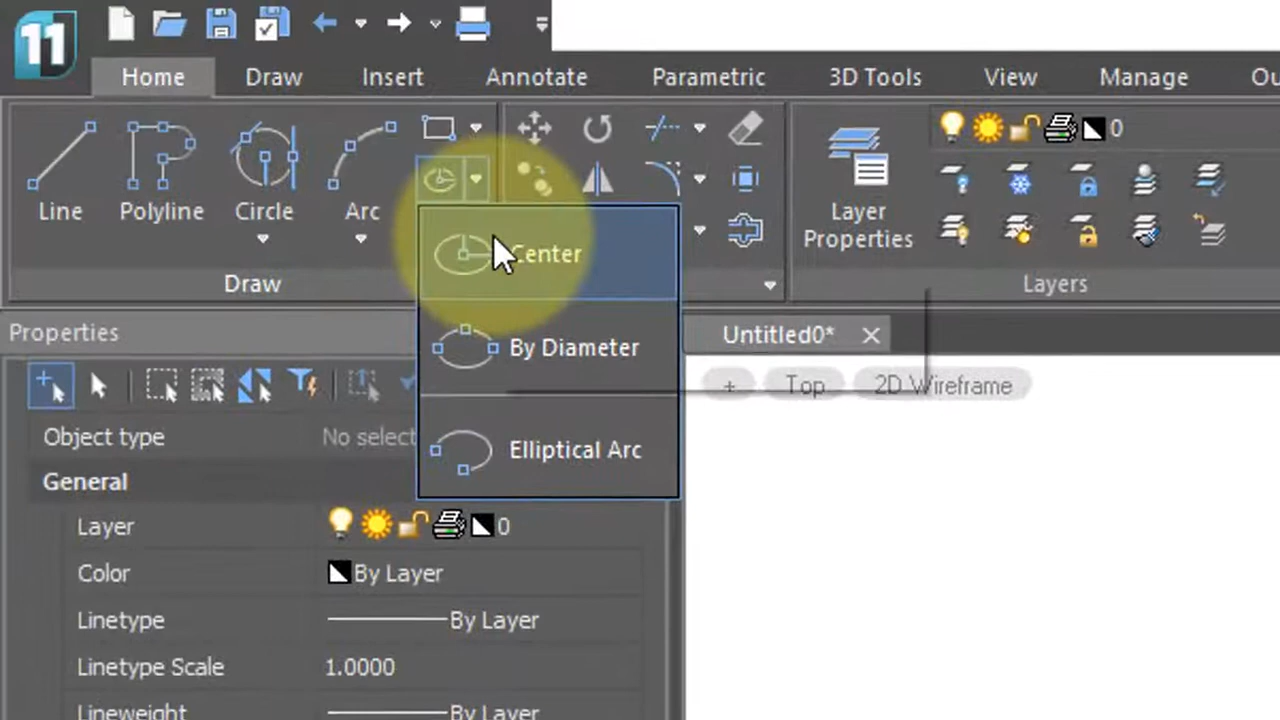 11
Home Draw Insert Annotate Parametric 3D Tools View Manage Ou
0
Line Polyline Circle Arc
Layer
Properties
Draw
Layers
Center
By Diameter
Elliptical Arc
Properties
Untitled0*
+ Top 2D Wireframe
Object type No select
General
Layer 0
Color By Layer
Linetype By Layer
Linetype Scale 1.0000
Lineweight By Layer